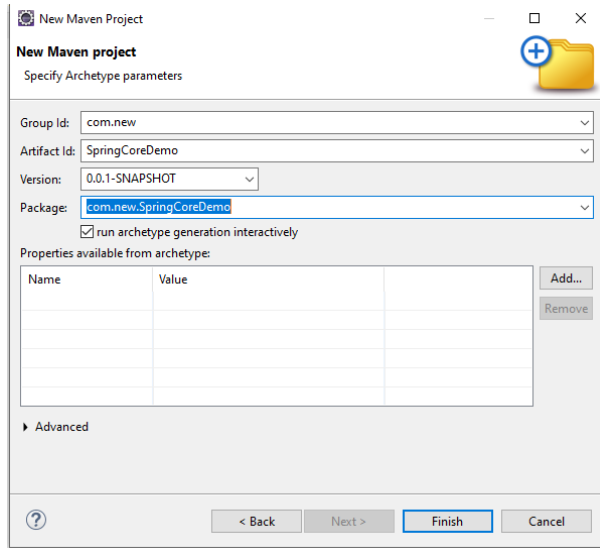 New Maven Project
New Maven project
Specify Archetype parameters
Group Id: com.new
Artifact Id: SpringCoreDemo
Version: 0.0.1-SNAPSHOT
Package: com.new.SpringCoreDemo
run archetype generation interactively
Properties available from archetype:
Name Value
Add...
Remove
Advanced
? < Back Next > Finish Cancel